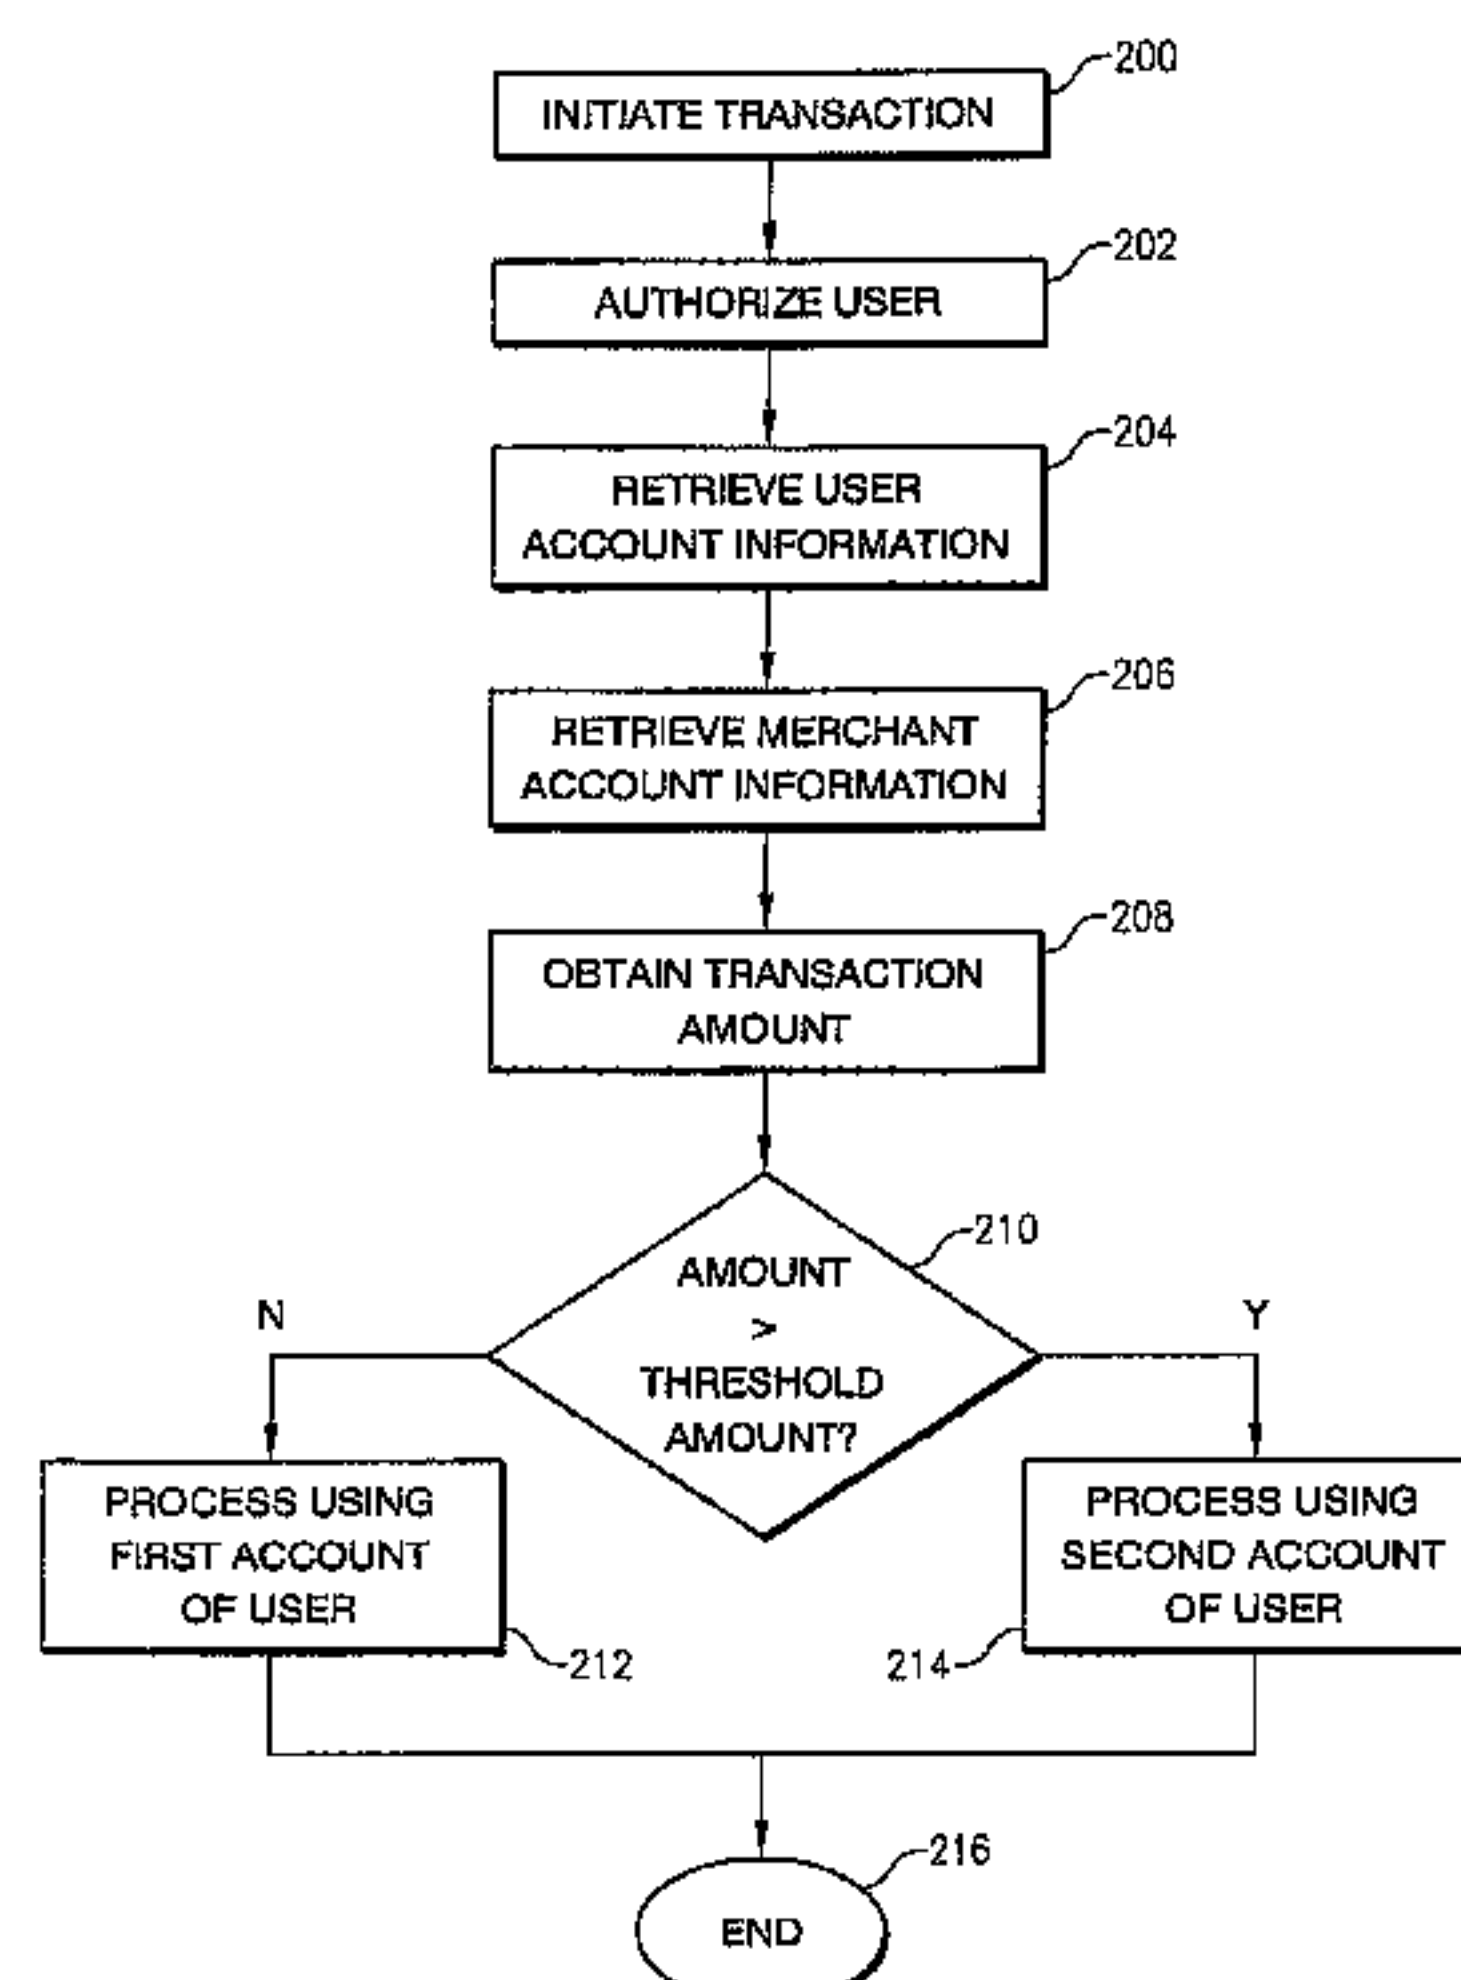 200
INITIATE TRANSACTION
202
AUTHORIZE USER
204
RETRIEVE USER
ACCOUNT INFORMATION
206
RETRIEVE MERCHANT
ACCOUNT INFORMATION
208
OBTAIN TRANSACTION
AMOUNT
210
AMOUNT
>
THRESHOLD
AMOUNT?
N
Y
PROCESS USING
FIRST ACCOUNT
OF USER
212
PROCESS USING
SECOND ACCOUNT
OF USER
214
216
END